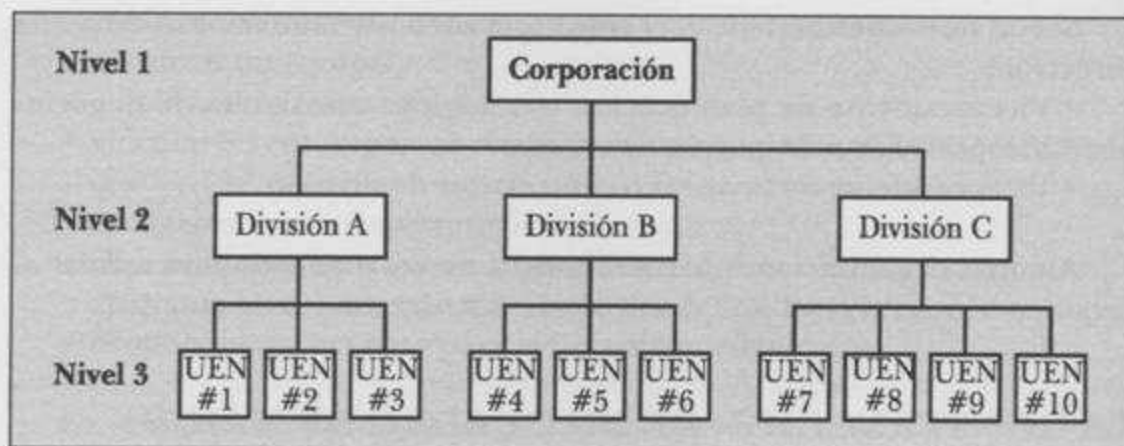 Nivel 1
Corporación
Nivel 2
División A
División B
División C
Nivel 3
UEN #1
UEN #2
UEN #3
UEN #4
UEN #5
UEN #6
UEN #7
UEN #8
UEN #9
UEN #10